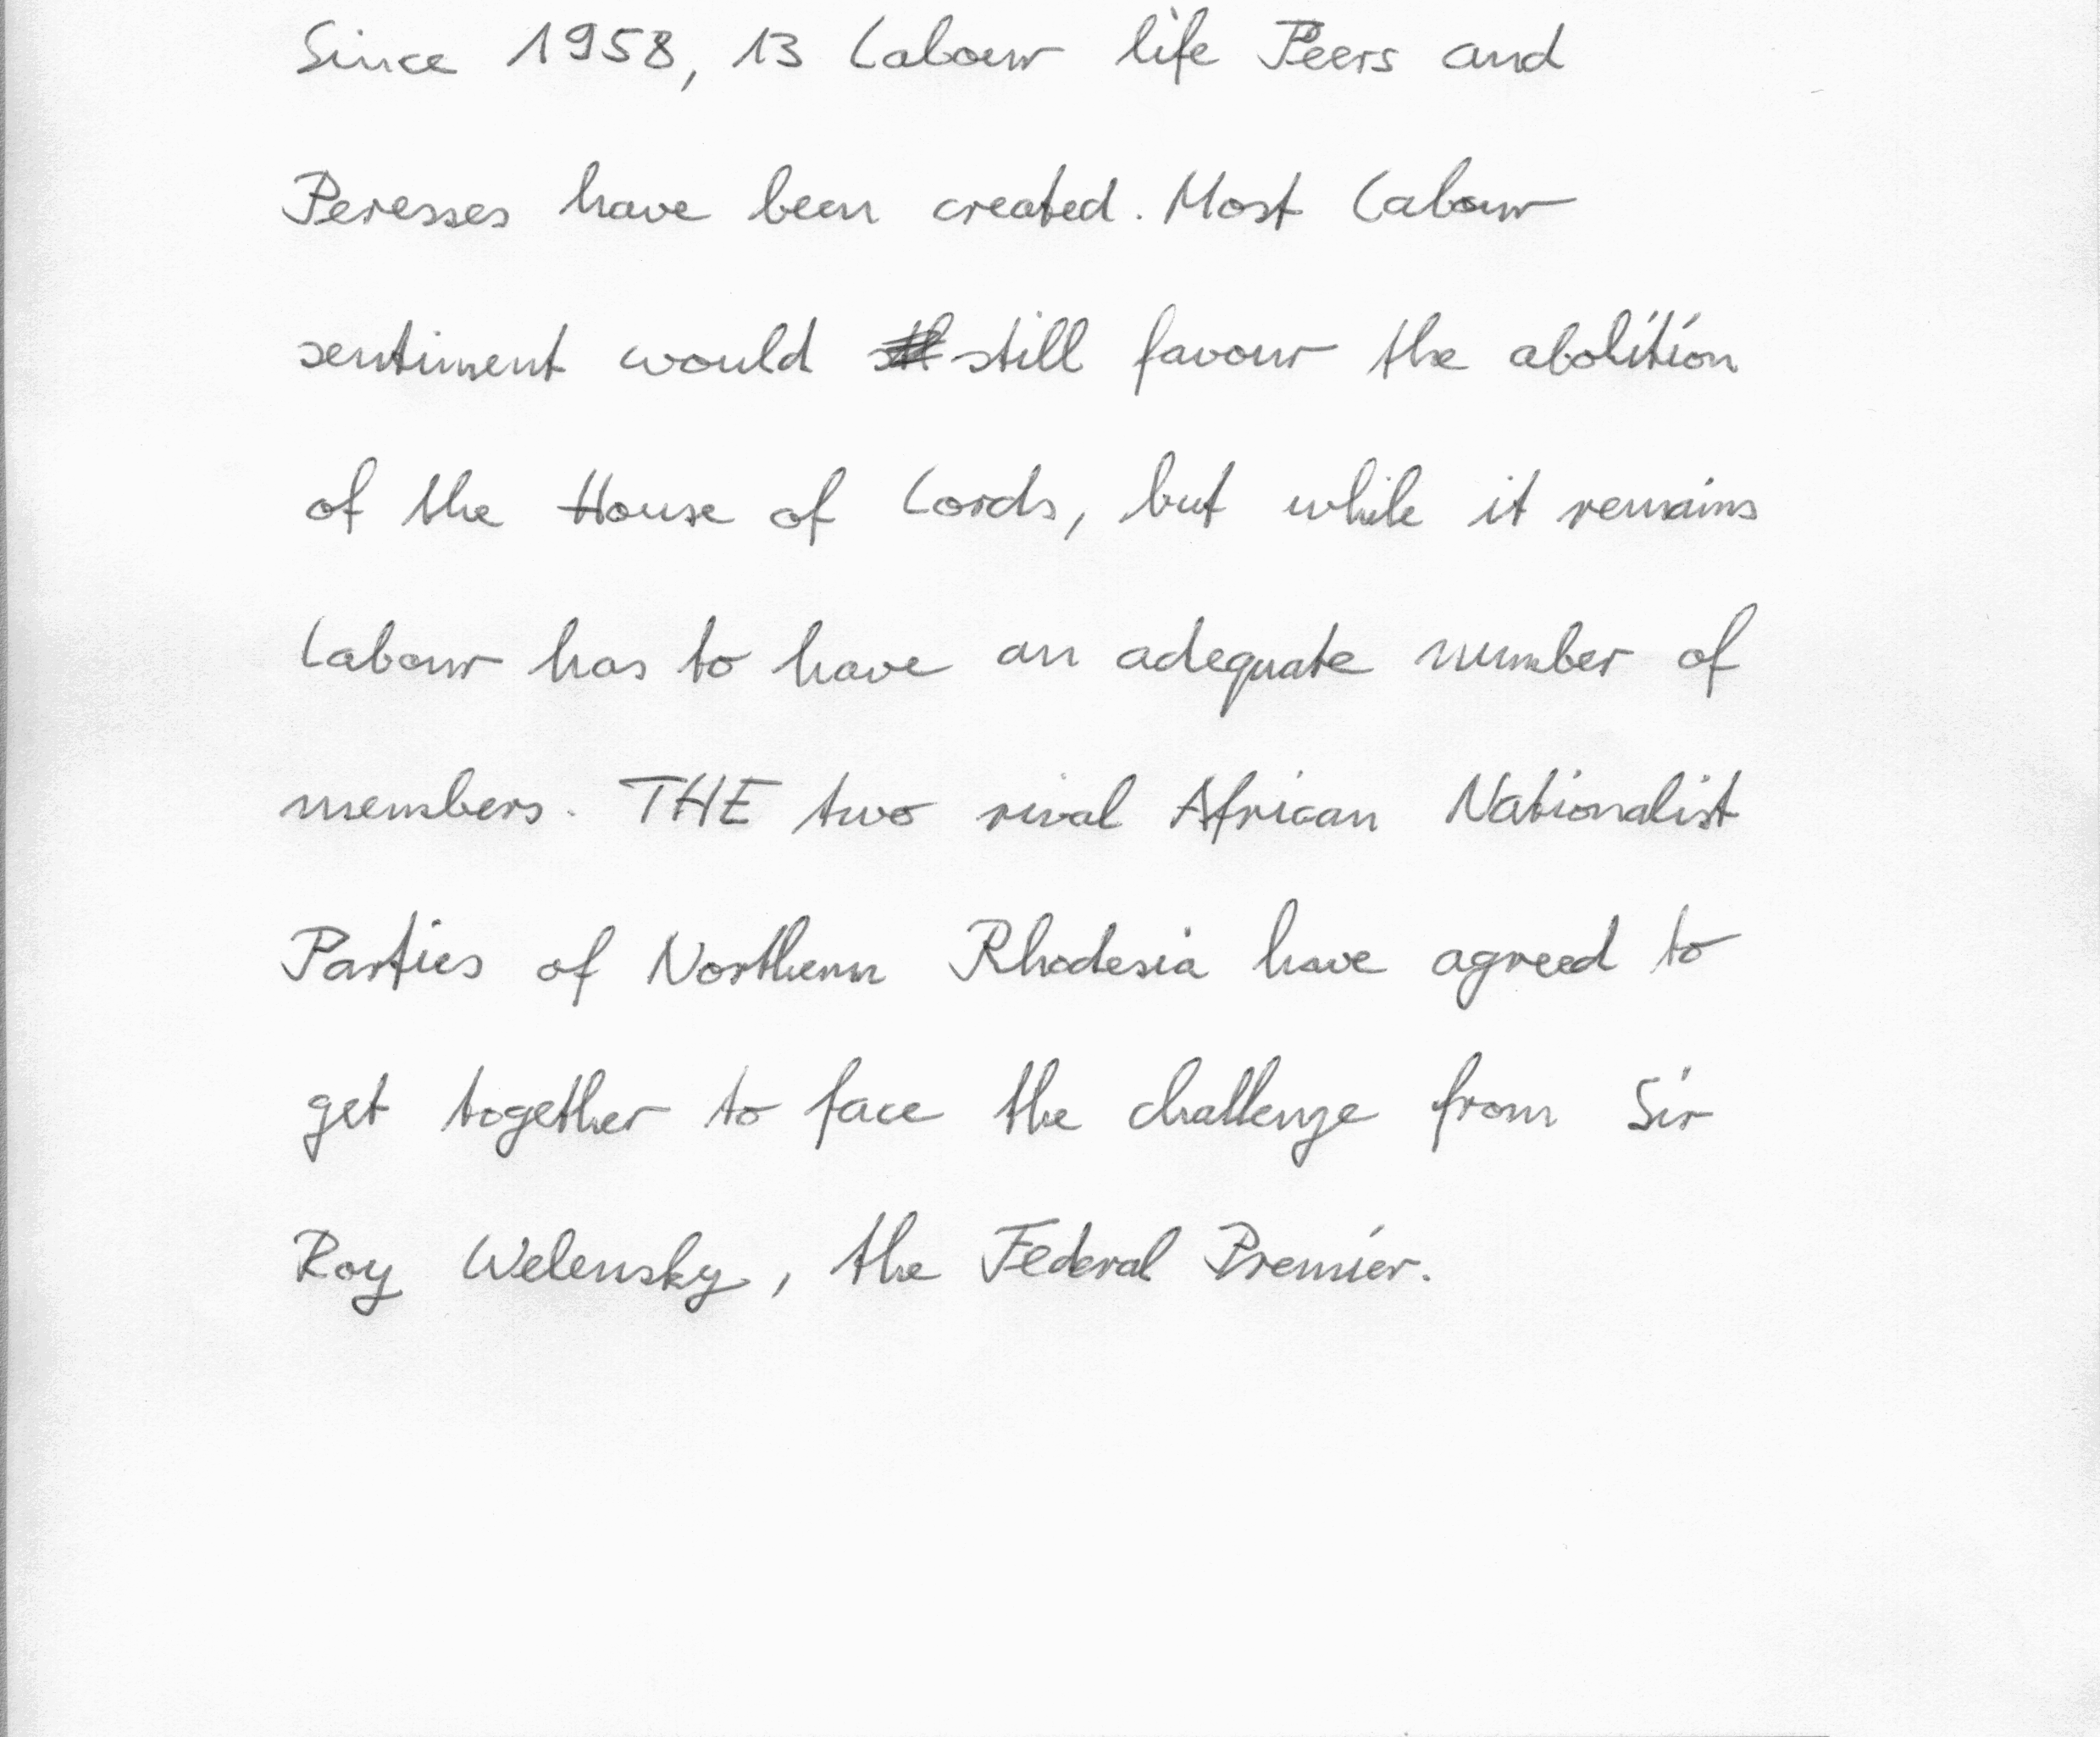 Since 1958, 13 Labour life Peers and
Peresses have been created. Most Labour
sentiment would still favour the abolition
of the House of Lords, but while it remains
Labour has to have an adequate number of
members. THE two rival African Nationalist
Parties of Northern Rhodesia have agreed to
get together to face the challenge from Sir
Roy Welensky, the Federal Premier.